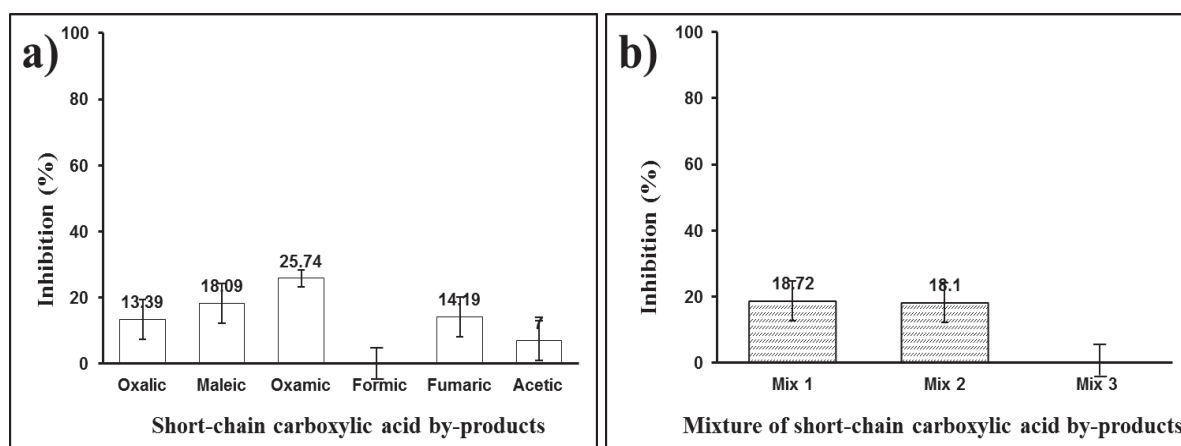 a)
Inhibition (%)
100
80
60
40
20
0
13.39
18.09
25.74
14.19
7
Oxalic Maleic Oxamic Formic Fumaric Acetic
Short-chain carboxylic acid by-products
b)
Inhibition (%)
100
80
60
40
20
0
18.72
18.1
Mix 1 Mix 2 Mix 3
Mixture of short-chain carboxylic acid by-products